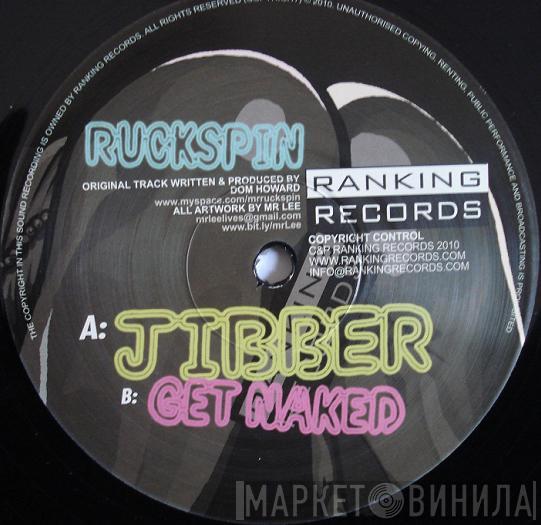 THE COPYRIGHT IN THIS SOUND RECORDING IS OWNED BY RANKING RECORDS. ALL RIGHTS RESERVED 2010. UNAUTHORISED COPYING, RENTING, PUBLIC PERFORMANCE AND BROADCASTING IS PROHIBITED
RUCKSPIN
ORIGINAL TRACK WRITTEN & PRODUCED BY
DOM HOWARD
www.myspace.com/mrruckspin
ALL ARTWORK BY MR LEE
mrleelives@gmail.com
www.bit.ly/mrLee
RANKING
RECORDS
COPYRICHT CONTROL
C&P RANKING RECORDS 2010
WWW.RANKINGRECORDS.COM
INFO@RANKINGRECORDS.COM
A: JIBBER
B: GET NAKED
МАРКЕТ ВИНИЛА